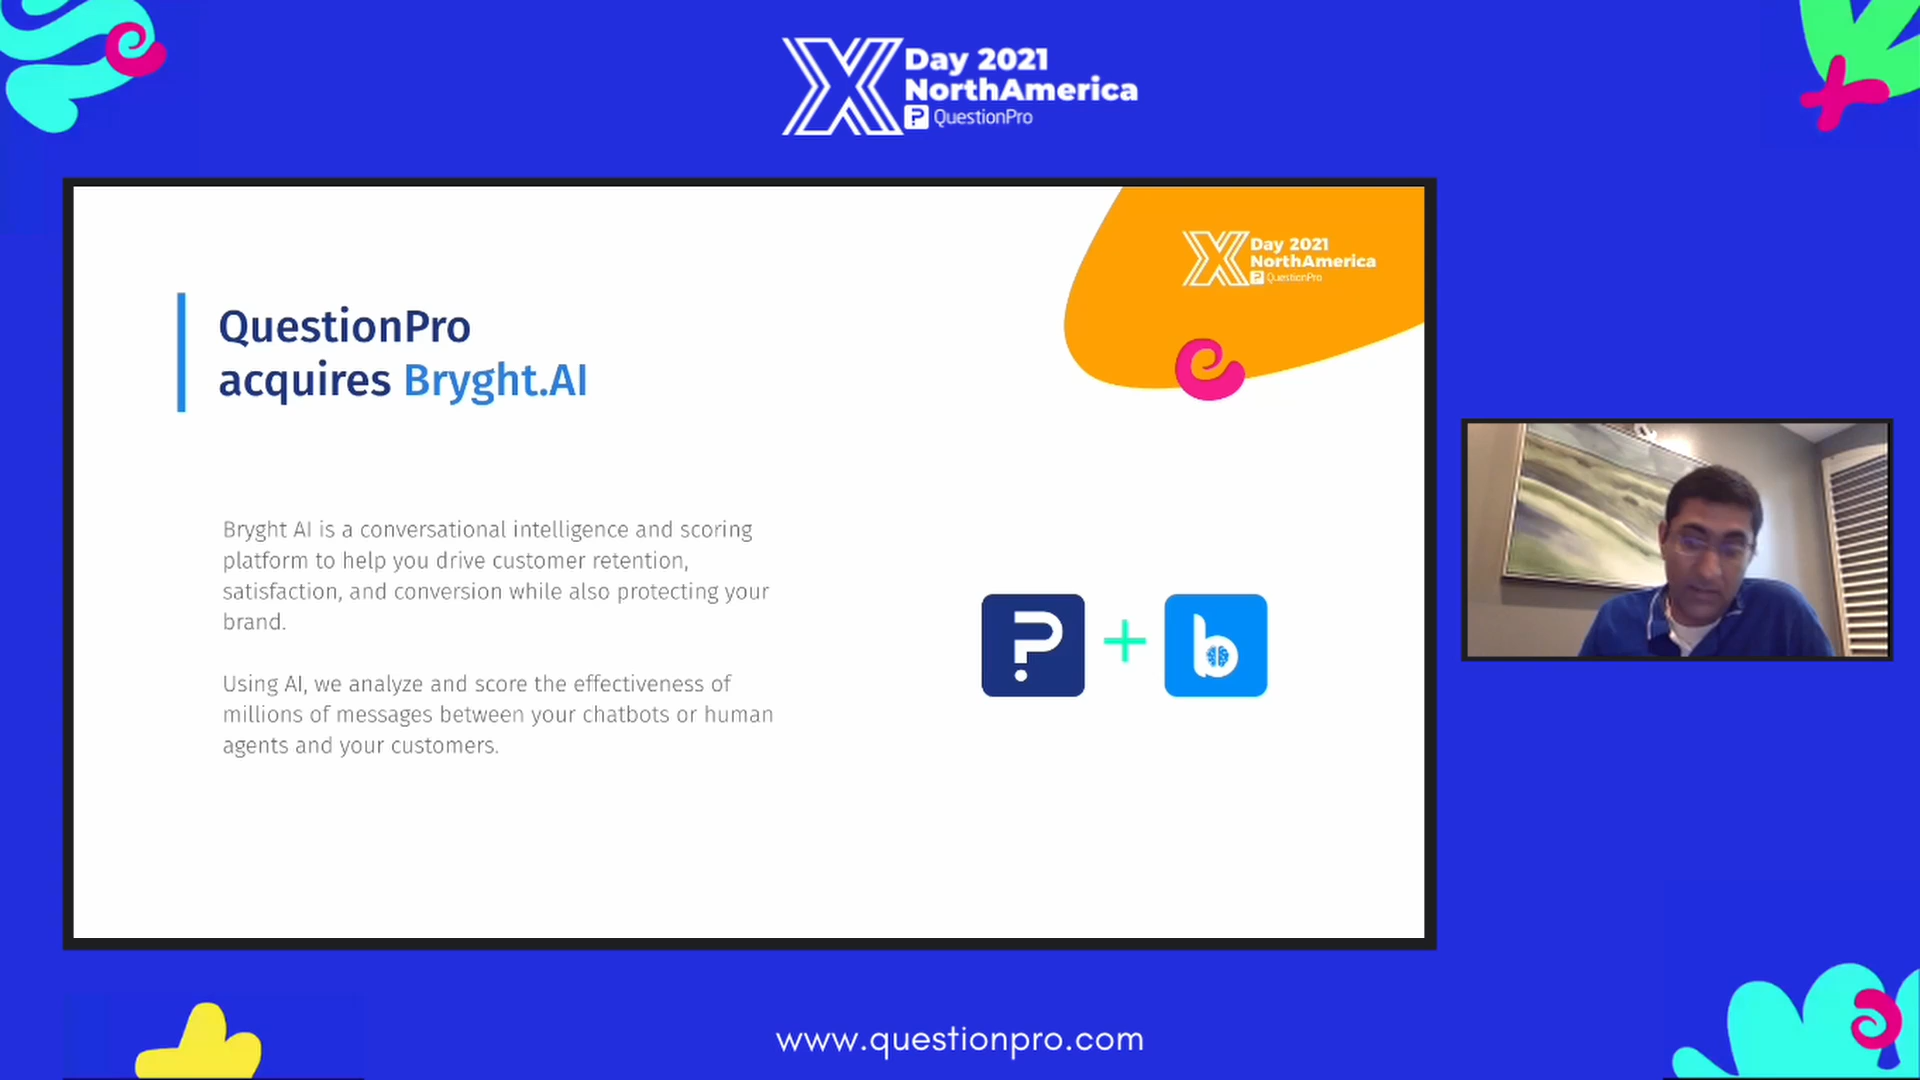 Day 2021
NorthAmerica
QuestionPro
Day 2021
NorthAmerica
QuestionPro
QuestionPro
acquires Bryght.AI
Bryght AI is a conversational intelligence and scoring
platform to help you drive customer retention,
satisfaction, and conversion while also protecting your
brand.
Using AI, we analyze and score the effectiveness of
millions of messages between your chatbots or human
agents and your customers.
www.questionpro.com